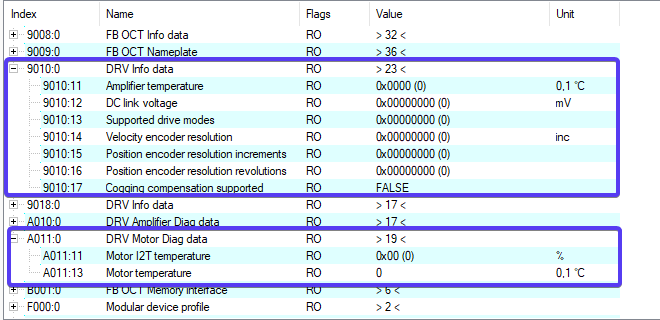 Index Name Flags Value Unit
9008:0 FB OCT Info data RO > 32 <
9009:0 FB OCT Nameplate RO > 36 <
9010:0 DRV Info data RO > 23 <
9010:11 Amplifier temperature RO 0x0000 (0) 0,1 °C
9010:12 DC link voltage RO 0x00000000 (0) mV
9010:13 Supported drive modes RO 0x00000000 (0)
9010:14 Velocity encoder resolution RO 0x00000000 (0) inc
9010:15 Position encoder resolution increments RO 0x00000000 (0)
9010:16 Position encoder resolution revolutions RO 0x00000000 (0)
9010:17 Cogging compensation supported RO FALSE
9018:0 DRV Info data RO > 17 <
A010:0 DRV Amplifier Diag data RO > 17 <
A011:0 DRV Motor Diag data RO > 19 <
A011:11 Motor I2T temperature RO 0x00 (0) %
A011:13 Motor temperature RO 0 0,1 °C
B001:0 FB OCT Memory interface RO > 6 <
F000:0 Modular device profile RO > 2 <